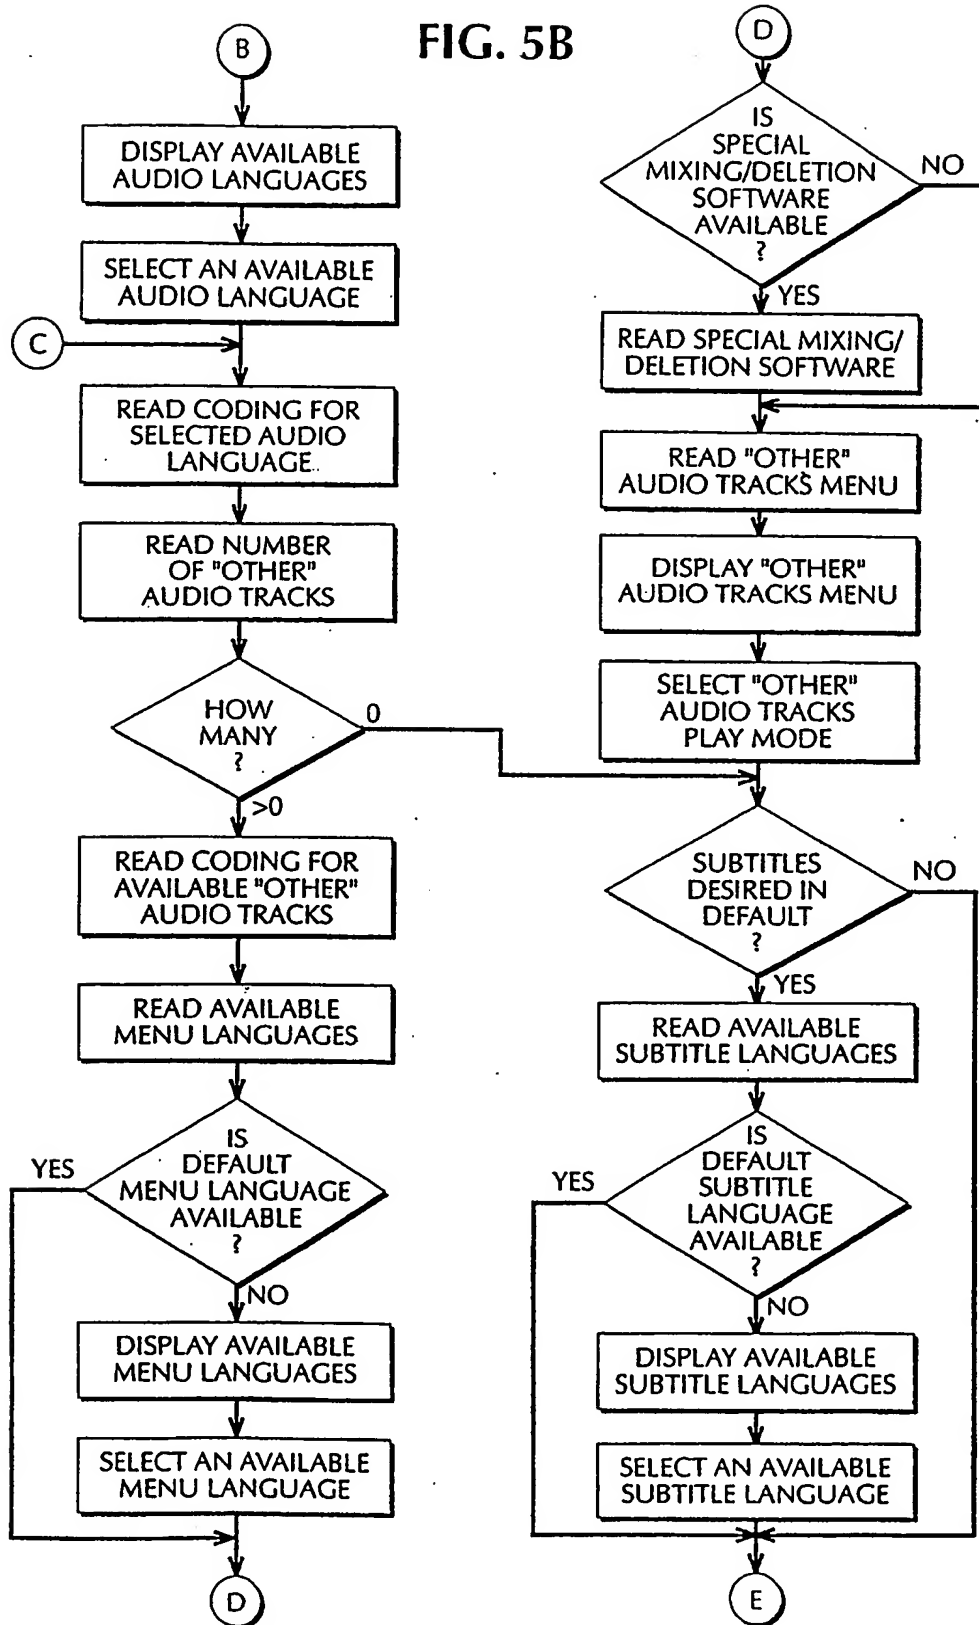 FIG. 5B
B
DISPLAY AVAILABLE
AUDIO LANGUAGES
SELECT AN AVAILABLE
AUDIO LANGUAGE
C
READ CODING FOR
SELECTED AUDIO
LANGUAGE
READ NUMBER
OF "OTHER"
AUDIO TRACKS
HOW
MANY
?
0
>0
READ CODING FOR
AVAILABLE "OTHER"
AUDIO TRACKS
READ AVAILABLE
MENU LANGUAGES
IS
DEFAULT
MENU LANGUAGE
AVAILABLE
?
YES
NO
DISPLAY AVAILABLE
MENU LANGUAGES
SELECT AN AVAILABLE
MENU LANGUAGE
D
D
IS
SPECIAL
MIXING/DELETION
SOFTWARE
AVAILABLE
?
NO
YES
READ SPECIAL MIXING/
DELETION SOFTWARE
READ "OTHER"
AUDIO TRACKS MENU
DISPLAY "OTHER"
AUDIO TRACKS MENU
SELECT "OTHER"
AUDIO TRACKS
PLAY MODE
SUBTITLES
DESIRED IN
DEFAULT
?
NO
YES
READ AVAILABLE
SUBTITLE LANGUAGES
IS
DEFAULT
SUBTITLE
LANGUAGE
AVAILABLE
?
YES
NO
DISPLAY AVAILABLE
SUBTITLE LANGUAGES
SELECT AN AVAILABLE
SUBTITLE LANGUAGE
E